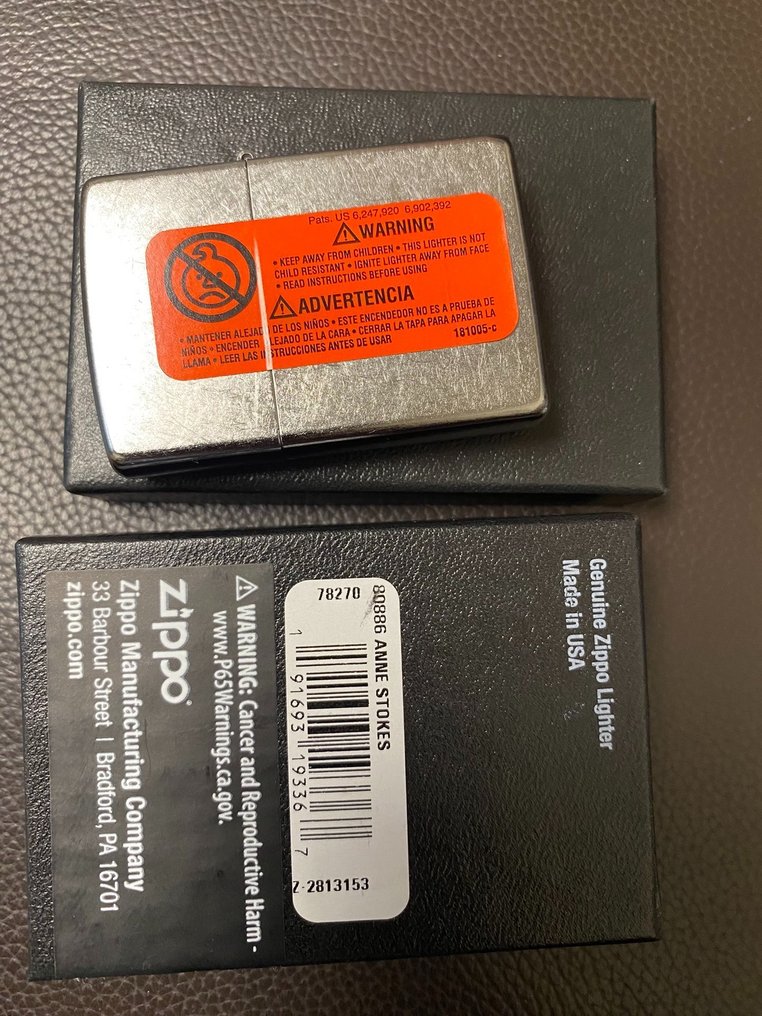 Pats. US 6,247,920 6,902,392
⚠WARNING
• KEEP AWAY FROM CHILDREN • THIS LIGHTER IS NOT
CHILD RESISTANT • IGNITE LIGHTER AWAY FROM FACE
• READ INSTRUCTIONS BEFORE USING
⚠ADVERTENCIA
• MANTENER ALEJADO DE LOS NIÑOS • ESTE ENCENDEDOR NO ES A PRUEBA DE
NIÑOS • ENCENDER ALEJADO DE LA CARA • CERRAR LA TAPA PARA APAGAR LA
LLAMA • LEER LAS INSTRUCCIONES ANTES DE USAR
181005-c
Genuine Zippo Lighter
Made in USA
80886 ANNE STOKES
78270
1 91693 19336 7
Z-2813153
⚠ WARNING: Cancer and Reproductive Harm -
www.P65Warnings.ca.gov.
Zippo
Zippo Manufacturing Company
33 Barbour Street | Bradford, PA 16701
zippo.com